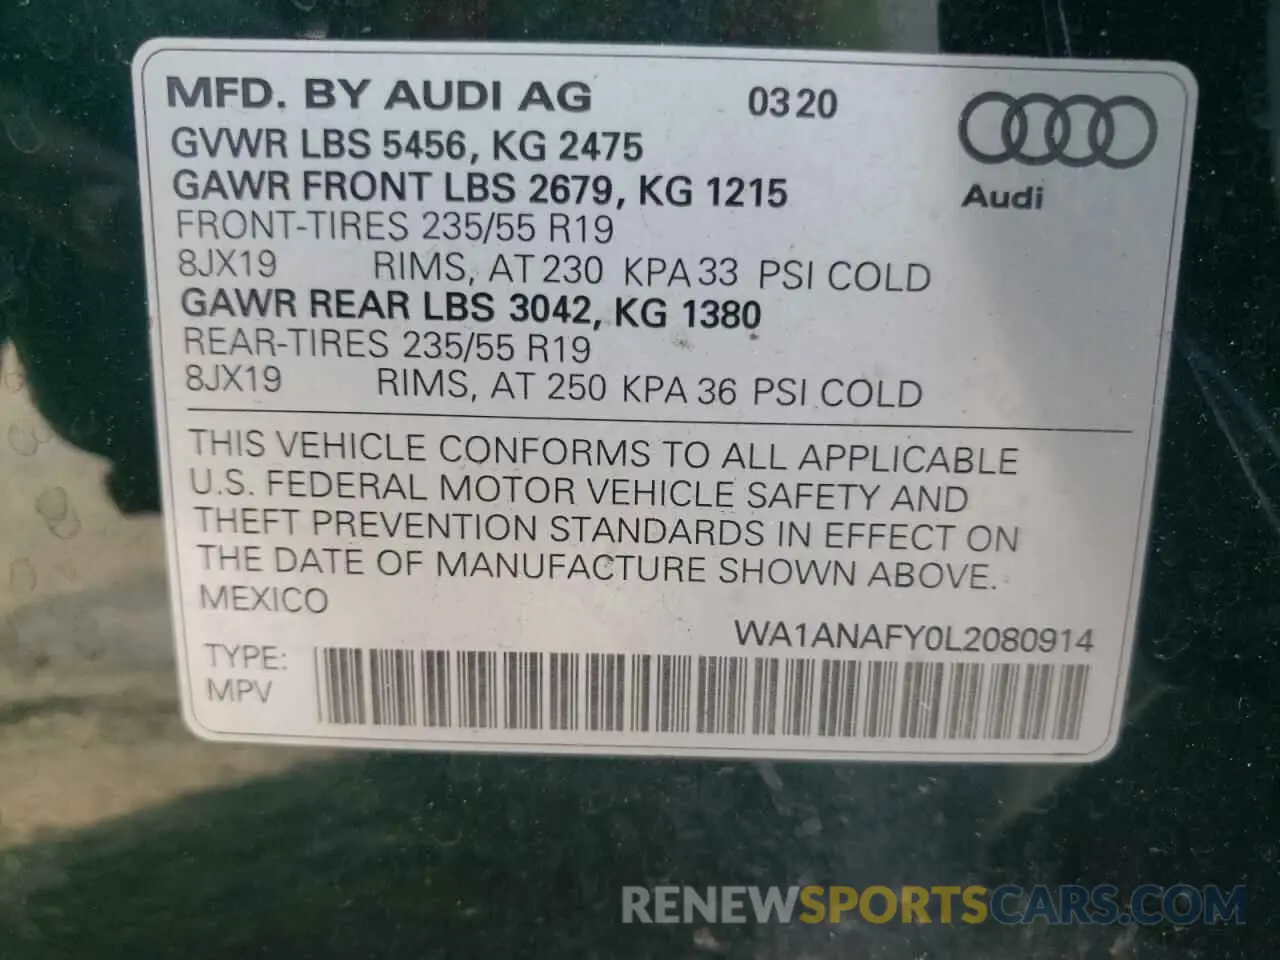 MFD. BY AUDI AG 0320
GVWR LBS 5456, KG 2475
GAWR FRONT LBS 2679, KG 1215
Audi
FRONT-TIRES 235/55 R19
8JX19 RIMS, AT 230 KPA 33 PSI COLD
GAWR REAR LBS 3042, KG 1380
REAR-TIRES 235/55 R19
8JX19 RIMS, AT 250 KPA 36 PSI COLD
THIS VEHICLE CONFORMS TO ALL APPLICABLE
U.S. FEDERAL MOTOR VEHICLE SAFETY AND
THEFT PREVENTION STANDARDS IN EFFECT ON
THE DATE OF MANUFACTURE SHOWN ABOVE.
MEXICO
WA1ANAFY0L2080914
TYPE:
MPV
RENEWSPORTSCARS.COM